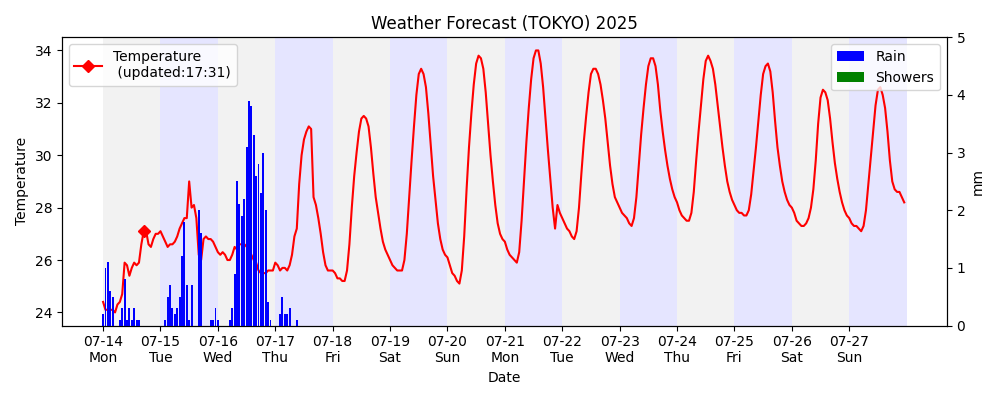 Weather Forecast (TOKYO) 2025
Temperature
(updated:17:31)
Rain
Showers
Temperature
34
32
30
28
26
24
5
4
3
2
1
0
mm
07-14 07-15 07-16 07-17 07-18 07-19 07-20 07-21 07-22 07-23 07-24 07-25 07-26 07-27
Mon Tue Wed Thu Fri Sat Sun Mon Tue Wed Thu Fri Sat Sun
Date